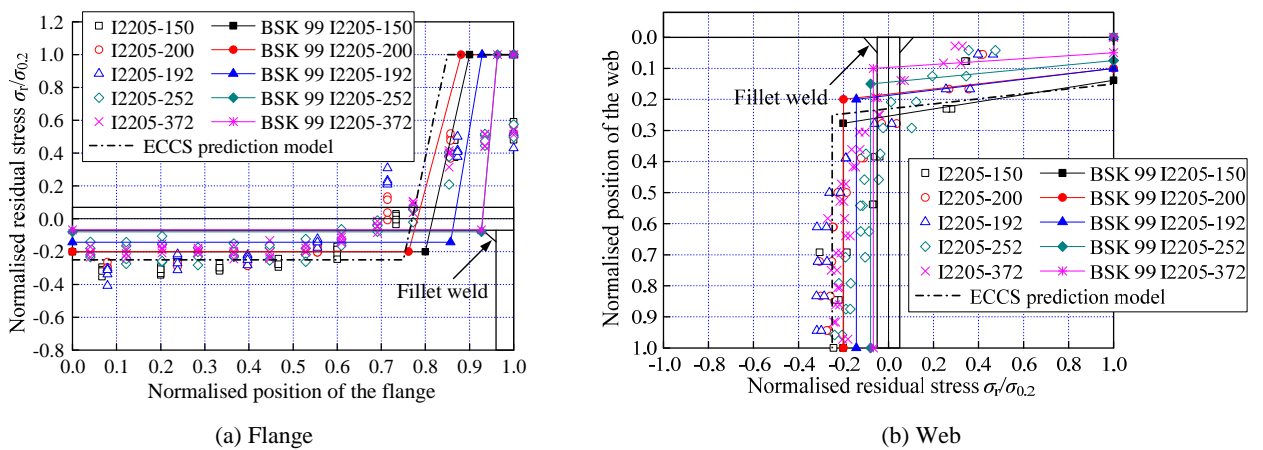 1.2
1.0
0.8
0.6
0.4
0.2
0.0
-0.2
-0.4
-0.6
-0.8
Normalised residual stress σr/σ0.2
I2205-150
I2205-200
I2205-192
I2205-252
I2205-372
BSK 99 I2205-150
BSK 99 I2205-200
BSK 99 I2205-192
BSK 99 I2205-252
BSK 99 I2205-372
ECCS prediction model
Fillet weld
0.0 0.1 0.2 0.3 0.4 0.5 0.6 0.7 0.8 0.9 1.0
Normalised position of the flange
(a) Flange
0.0
0.1
0.2
0.3
0.4
0.5
0.6
0.7
0.8
0.9
1.0
Normalised position of the web
Fillet weld
I2205-150
I2205-200
I2205-192
I2205-252
I2205-372
BSK 99 I2205-150
BSK 99 I2205-200
BSK 99 I2205-192
BSK 99 I2205-252
BSK 99 I2205-372
ECCS prediction model
-1.0 -0.8 -0.6 -0.4 -0.2 0.0 0.2 0.4 0.6 0.8 1.0
Normalised residual stress σr/σ0.2
(b) Web